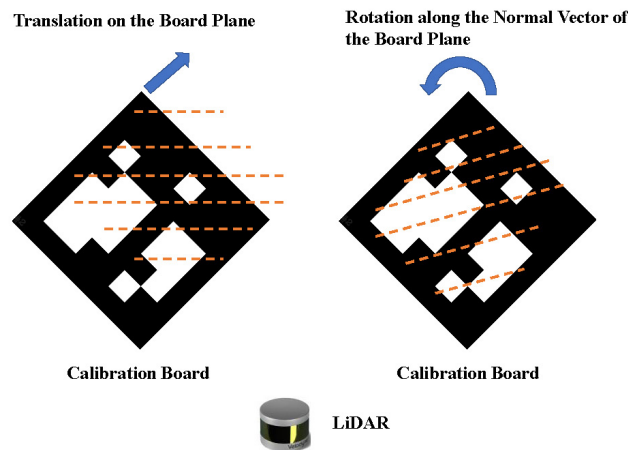 Translation on the Board Plane
Rotation along the Normal Vector of
the Board Plane
Calibration Board
Calibration Board
LiDAR